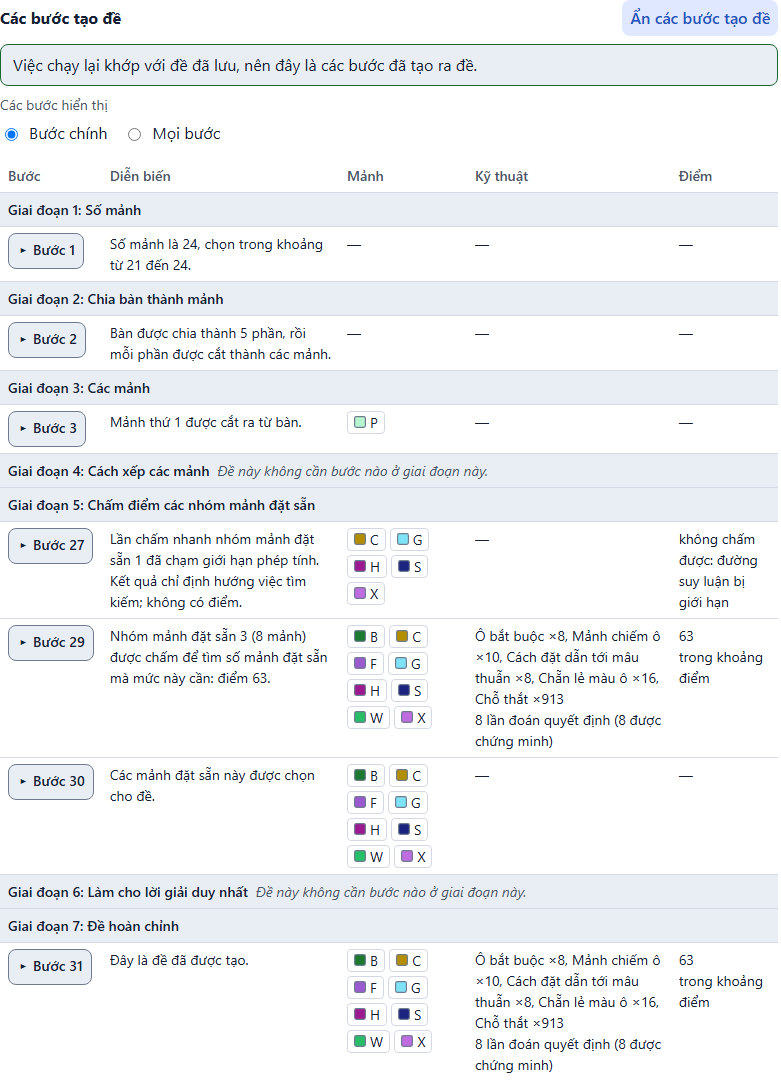 Các bước tạo đề
Ẩn các bước tạo đề
Việc chạy lại khớp với đề đã lưu, nên đây là các bước đã tạo ra đề.
Các bước hiển thị
Bước chính
Mọi bước
Bước Diễn biến Mảnh Kỹ thuật Điểm
Giai đoạn 1: Số mảnh
▸ Bước 1
Số mảnh là 24, chọn trong khoảng
từ 21 đến 24.
—
—
—
Giai đoạn 2: Chia bàn thành mảnh
▸ Bước 2
Bàn được chia thành 5 phần, rồi
mỗi phần được cắt thành các mảnh.
—
—
—
Giai đoạn 3: Các mảnh
▸ Bước 3
Mảnh thứ 1 được cắt ra từ bàn.
P
—
—
Giai đoạn 4: Cách xếp các mảnh Đề này không cần bước nào ở giai đoạn này.
Giai đoạn 5: Chấm điểm các nhóm mảnh đặt sẵn
▸ Bước 27
Lần chấm nhanh nhóm mảnh đặt
sẵn 1 đã chạm giới hạn phép tính.
Kết quả chỉ định hướng việc tìm
kiếm; không có điểm.
C G
H S
X
—
không chấm
được: đường
suy luận bị
giới hạn
▸ Bước 29
Nhóm mảnh đặt sẵn 3 (8 mảnh)
được chấm để tìm số mảnh đặt sẵn
mà mức này cần: điểm 63.
B C
F G
H S
W X
Ô bắt buộc ×8, Mảnh chiếm ô
×10, Cách đặt dẫn tới mâu
thuẫn ×8, Chẵn lẻ màu ô ×16,
Chỗ thắt ×913
8 lần đoán quyết định (8 được
chứng minh)
63
trong khoảng
điểm
▸ Bước 30
Các mảnh đặt sẵn này được chọn
cho đề.
B C
F G
H S
W X
—
—
Giai đoạn 6: Làm cho lời giải duy nhất Đề này không cần bước nào ở giai đoạn này.
Giai đoạn 7: Đề hoàn chỉnh
▸ Bước 31
Đây là đề đã được tạo.
B C
F G
H S
W X
Ô bắt buộc ×8, Mảnh chiếm ô
×10, Cách đặt dẫn tới mâu
thuẫn ×8, Chẵn lẻ màu ô ×16,
Chỗ thắt ×913
8 lần đoán quyết định (8 được
chứng minh)
63
trong khoảng
điểm